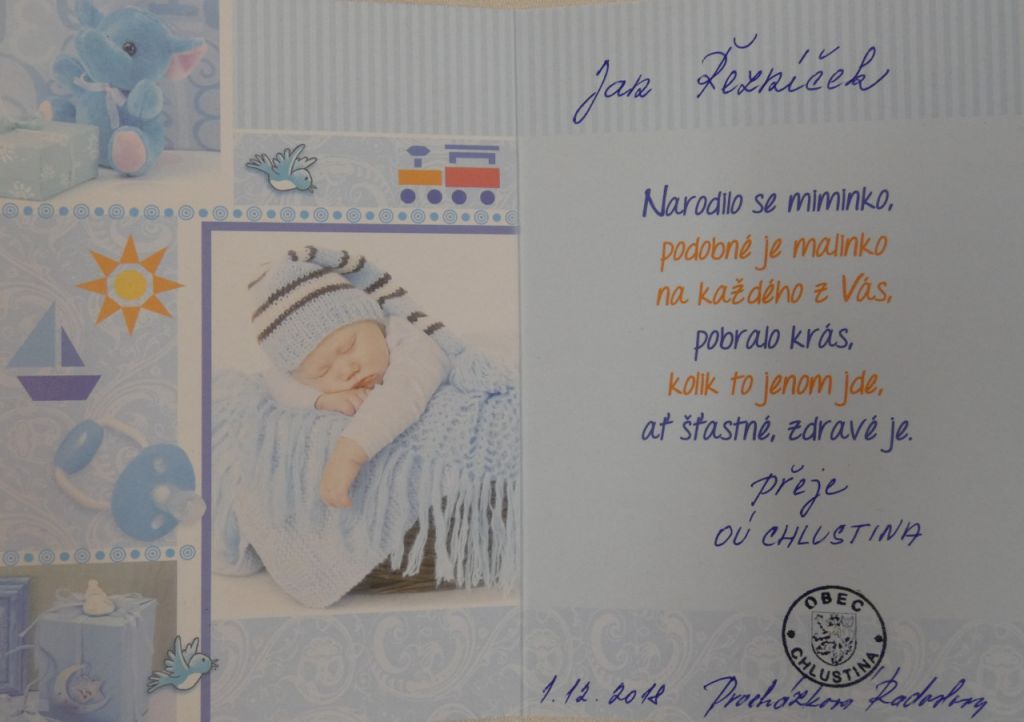 Jan Řezníček
Narodilo se miminko,
podobné je malinko
na každého z Vás,
pobralo krás,
kolik to jenom jde,
ať šťastné, zdravé je.
přeje
OÚ CHLUSTINA
OBEC
CHLUSTINA
1.12.2018 Procházková